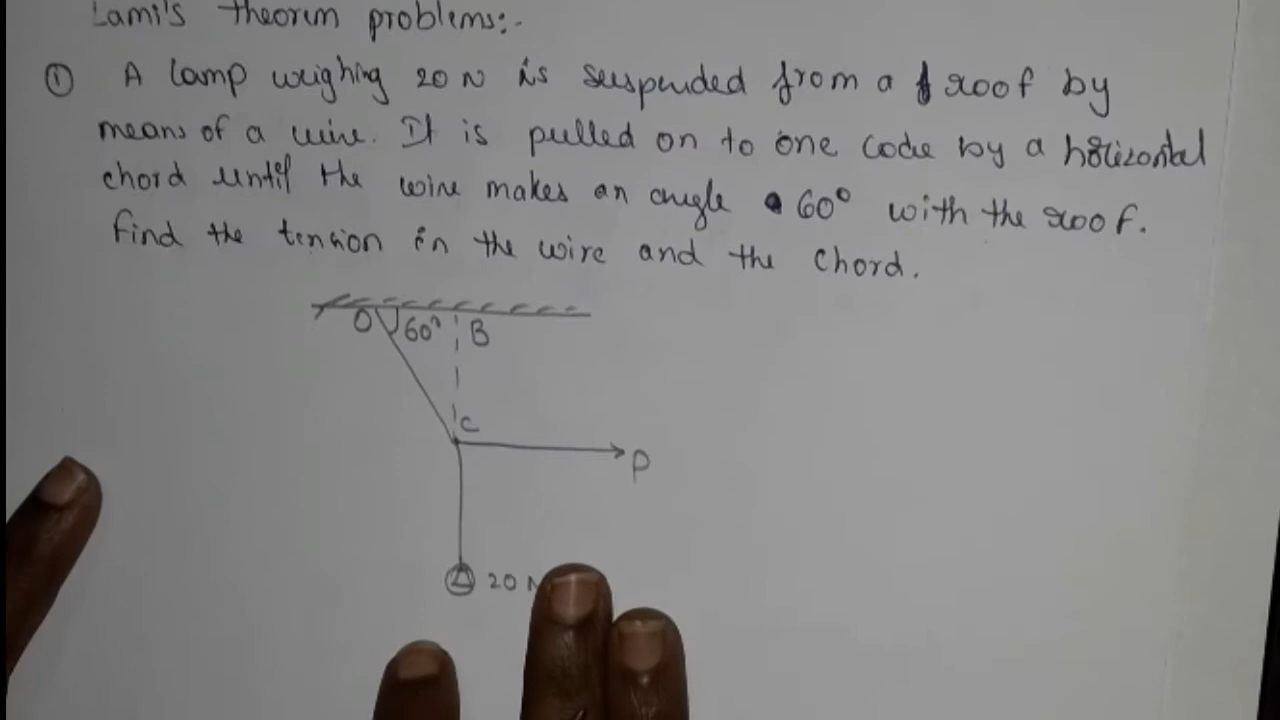 Lami's theorem problems:-
① A lamp weighing 20 N is suspended from a roof by
means of a wire. It is pulled on to one code by a horizontal
chord until the wire makes an angle 60° with the roof.
find the tension in the wire and the chord.
O 60° B
C
P
20 N